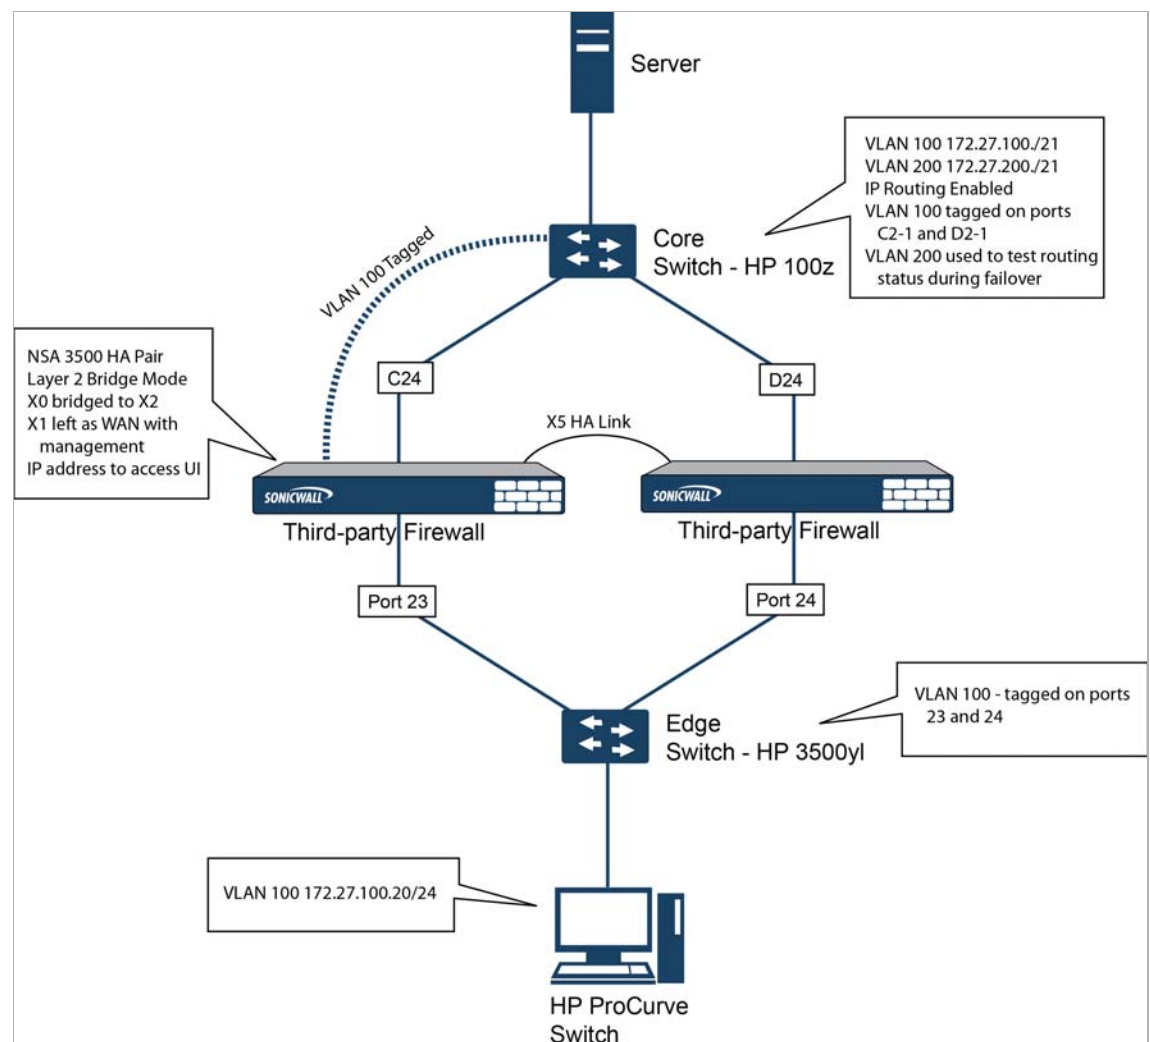 Server
VLAN 100 172.27.100./21
VLAN 200 172.27.200./21
IP Routing Enabled
VLAN 100 tagged on ports
C2-1 and D2-1
VLAN 200 used to test routing
status during failover
Core
Switch - HP 100z
VLAN 100 Tagged
NSA 3500 HA Pair
Layer 2 Bridge Mode
X0 bridged to X2
X1 left as WAN with
management
IP address to access UI
C24
D24
X5 HA Link
SONICWALL
SONICWALL
Third-party Firewall
Third-party Firewall
Port 23
Port 24
VLAN 100 - tagged on ports
23 and 24
Edge
Switch - HP 3500yl
VLAN 100 172.27.100.20/24
HP ProCurve
Switch